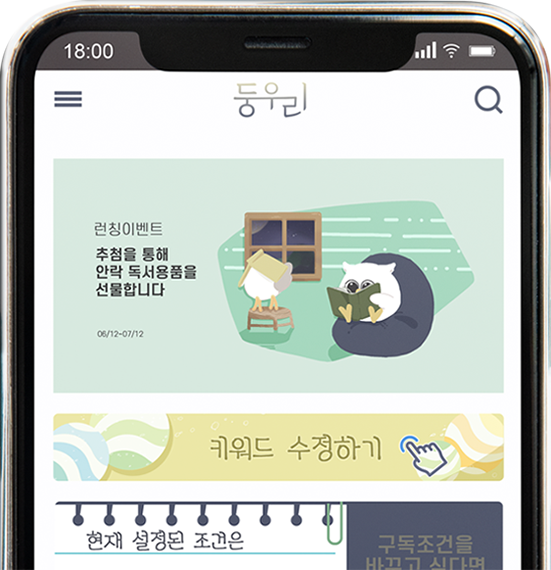 18:00
둥우리
런칭이벤트
추첨을 통해
안락 독서용품을
선물합니다
06/12~07/12
키워드 수정하기
현재 설정된 조건은
구독조건을
바꾸고 싶다면